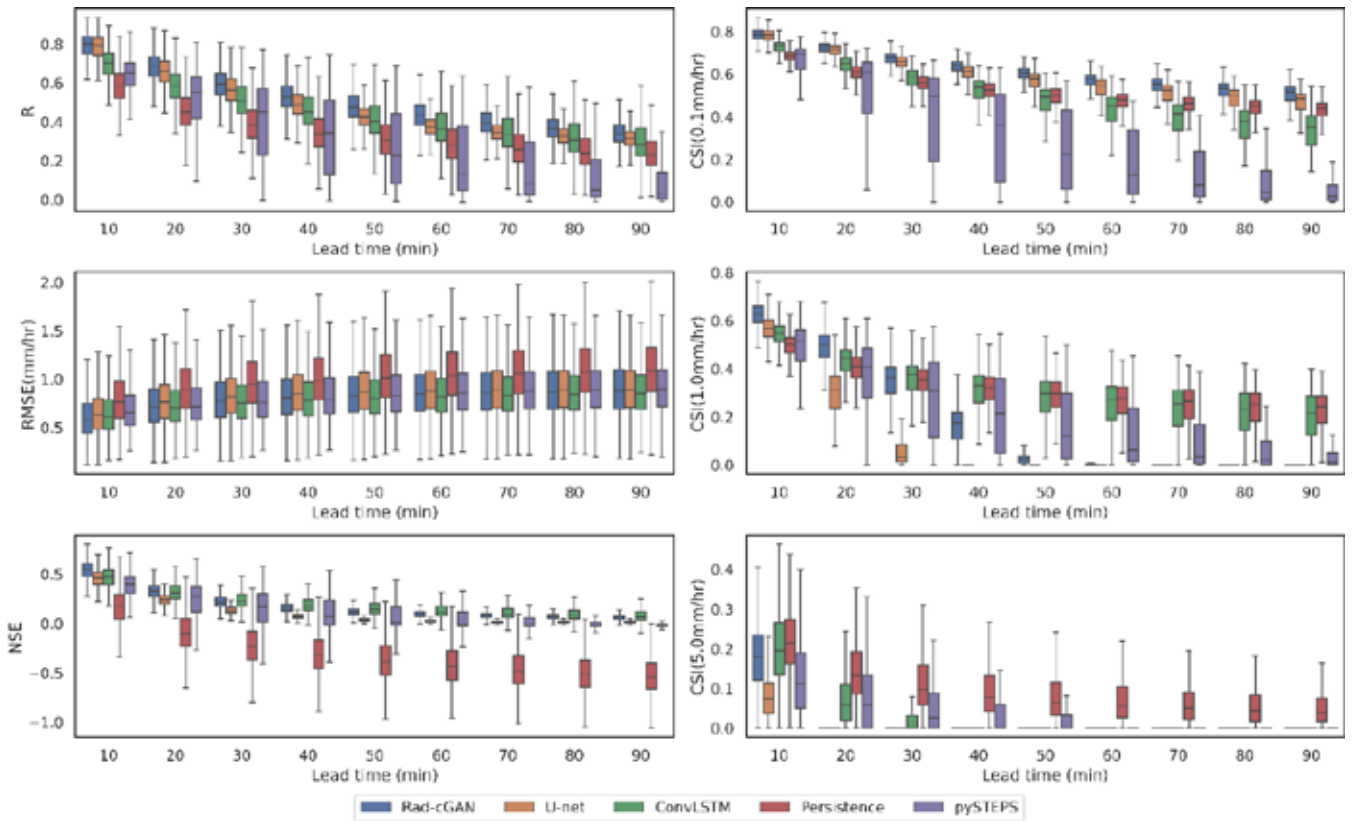 R
0.8
0.6
0.4
0.2
0.0
10 20 30 40 50 60 70 80 90
Lead time (min)
CSI(0.1mm/hr)
0.8
0.6
0.4
0.2
0.0
10 20 30 40 50 60 70 80 90
Lead time (min)
RMSE(mm/hr)
2.0
1.5
1.0
0.5
10 20 30 40 50 60 70 80 90
Lead time (min)
CSI(1.0mm/hr)
0.8
0.6
0.4
0.2
0.0
10 20 30 40 50 60 70 80 90
Lead time (min)
NSE
0.5
0.0
−0.5
−1.0
10 20 30 40 50 60 70 80 90
Lead time (min)
CSI(5.0mm/hr)
0.4
0.3
0.2
0.1
0.0
10 20 30 40 50 60 70 80 90
Lead time (min)
Rad-cGAN U-net ConvLSTM Persistence pySTEPS